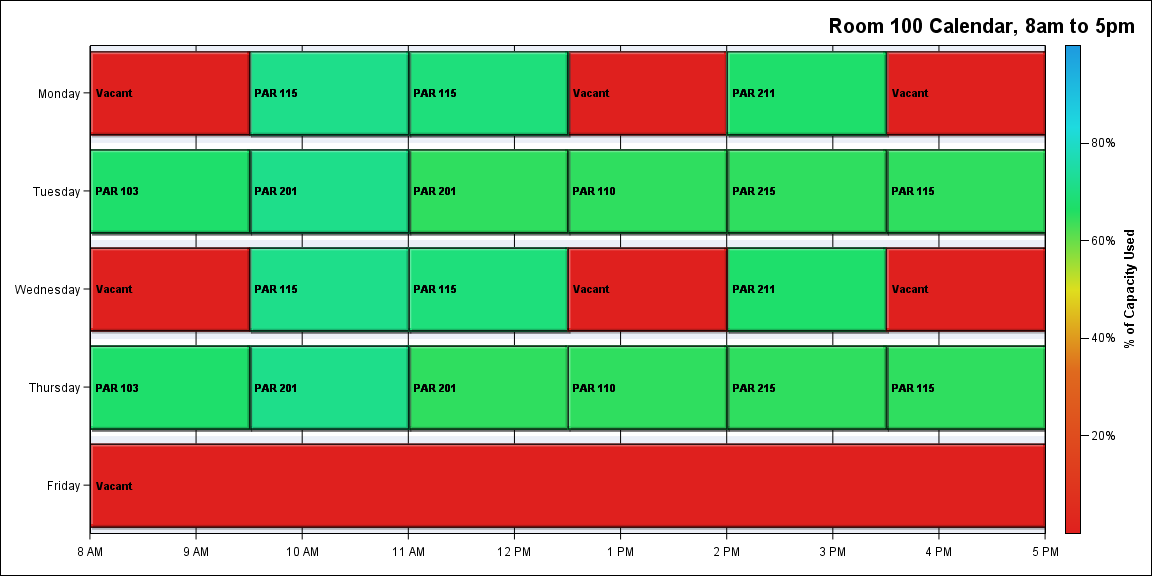 Room 100 Calendar, 8am to 5pm
Monday
Vacant
PAR 115
PAR 115
Vacant
PAR 211
Vacant
Tuesday
PAR 103
PAR 201
PAR 201
PAR 110
PAR 215
PAR 115
Wednesday
Vacant
PAR 115
PAR 115
Vacant
PAR 211
Vacant
Thursday
PAR 103
PAR 201
PAR 201
PAR 110
PAR 215
PAR 115
Friday
Vacant
8 AM
9 AM
10 AM
11 AM
12 PM
1 PM
2 PM
3 PM
4 PM
5 PM
80%
60%
40%
20%
% of Capacity Used